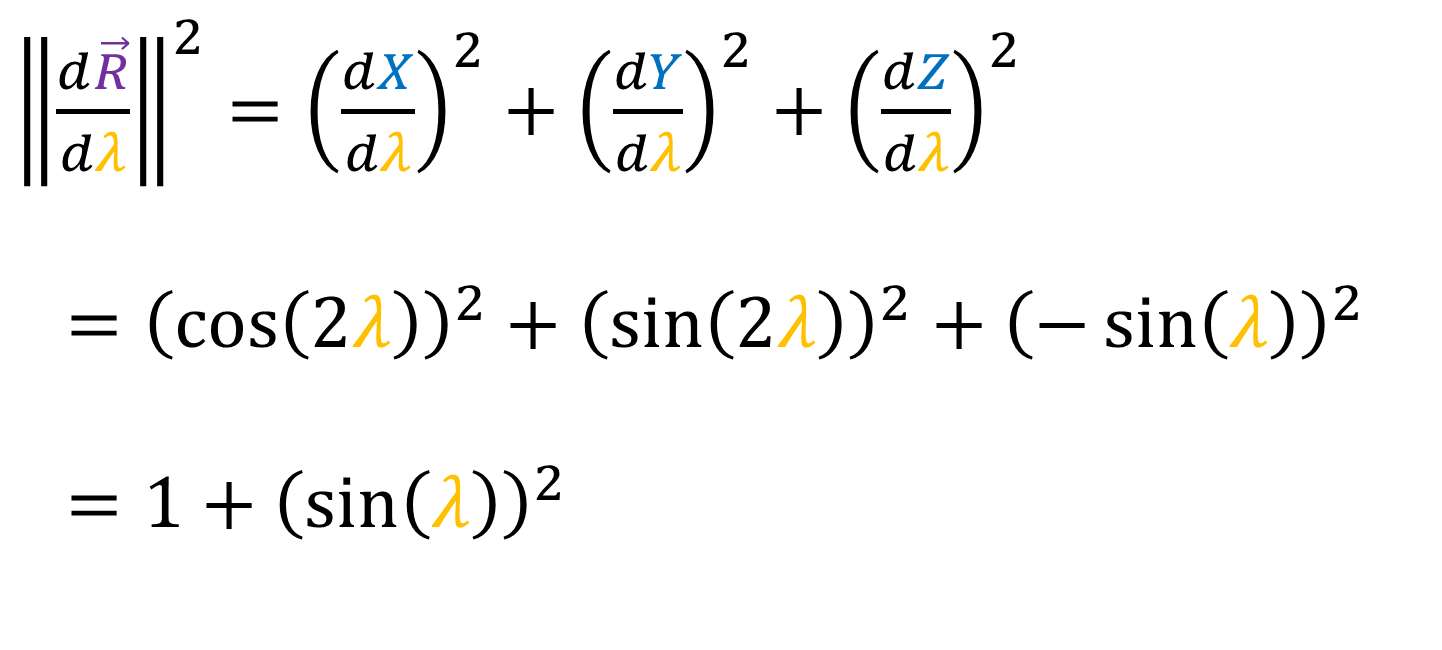 ‖dR⃗/dλ‖² = (dX/dλ)² + (dY/dλ)² + (dZ/dλ)²
= (cos(2λ))² + (sin(2λ))² + (− sin(λ))²
= 1 + (sin(λ))²